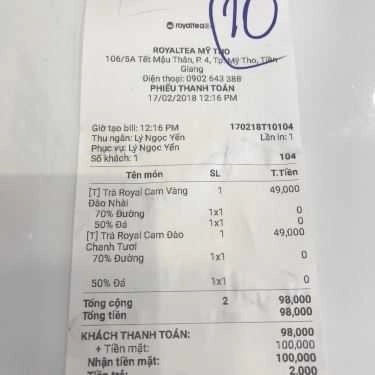 10
royaltea
ROYALTEA MỸ THO
106/5A Tết Mậu Thân, P. 4, Tp. Mỹ Tho, Tiền
Giang
Điện thoại: 0902 643 388
PHIẾU THANH TOÁN
17/02/2018 12:16 PM
Giờ tạo bill: 12:16 PM 170218T10104
Thu ngân: Lý Ngọc Yến Lần in: 1
Phục vụ: Lý Ngọc Yến
Số khách: 1 104
Tên món SL T.Tiền
[T] Trà Royal Cam Vàng 1 49,000
Đào Nhài
70% Đường 1x1 0
50% Đá 1x1 0
[T] Trà Royal Cam Đào 1 49,000
Chanh Tươi
70% Đường 1x1 0
50% Đá 1x1 0
Tổng cộng 2 98,000
Tổng tiền 98,000
KHÁCH THANH TOÁN: 98,000
+ Tiền mặt: 100,000
Nhận tiền mặt: 100,000
Tiền trả: 2,000